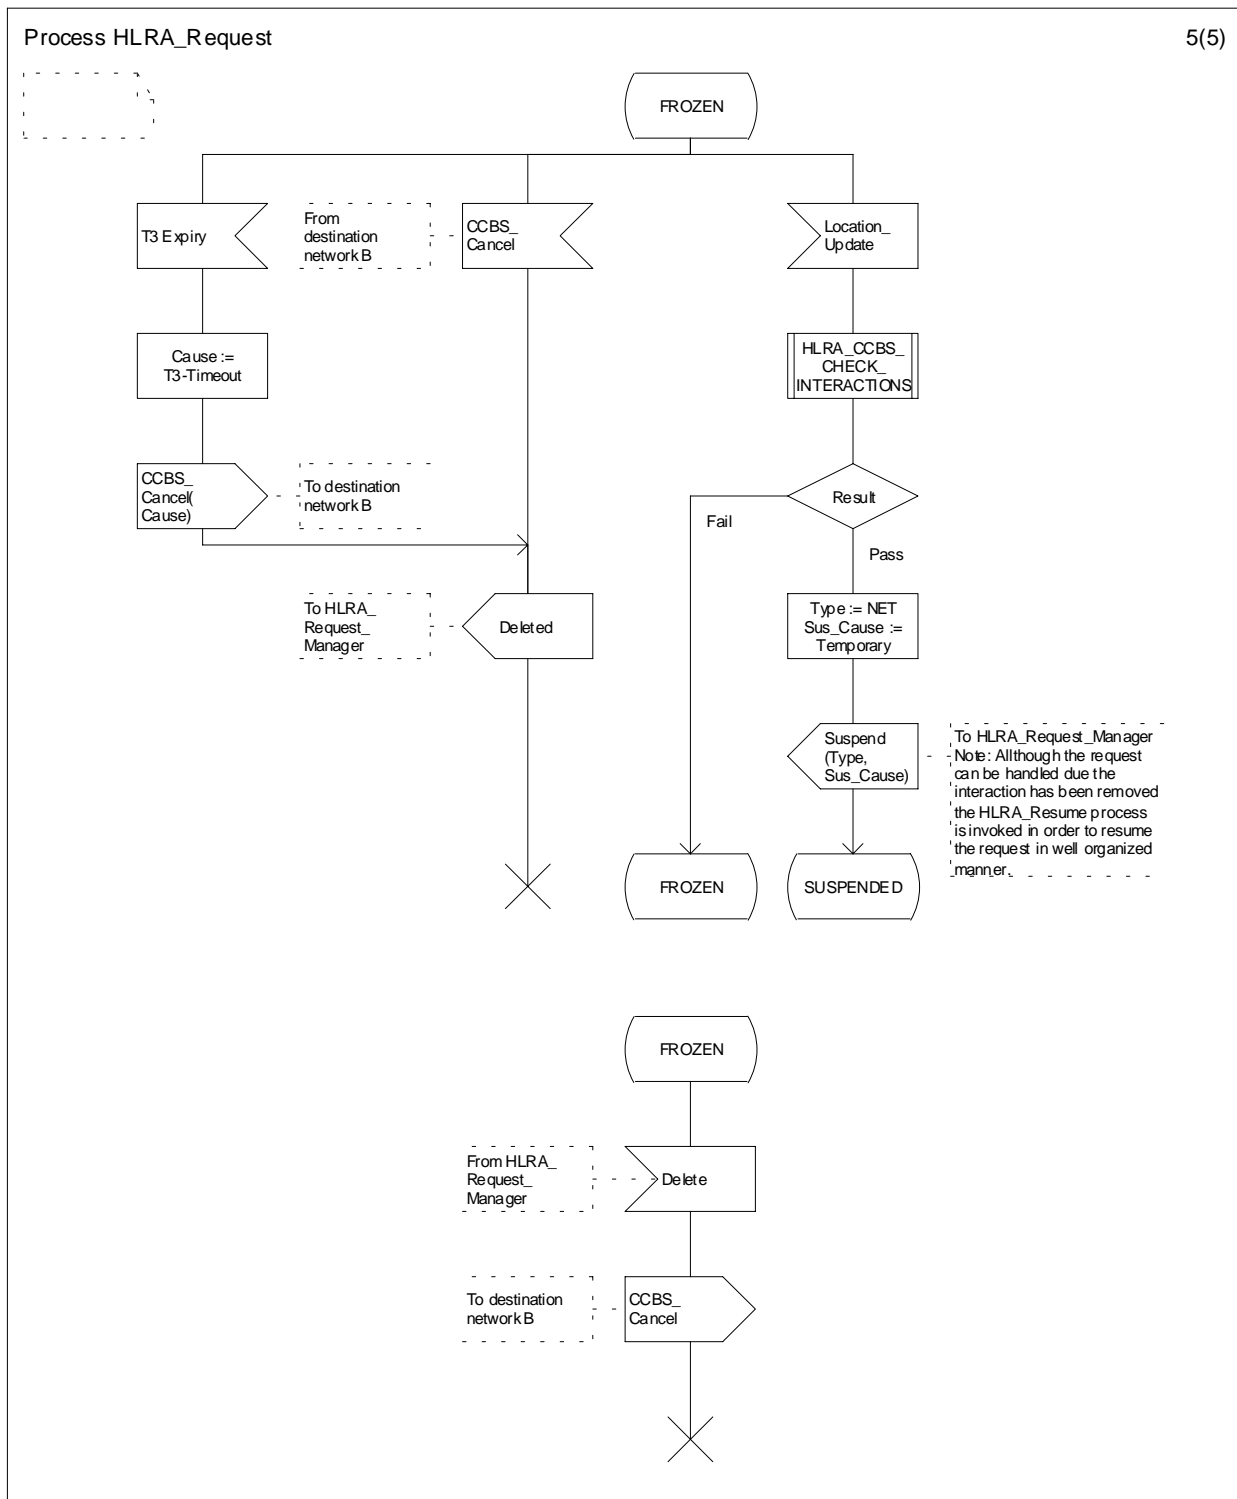 Process HLRA_Request
5(5)
FROZEN
T3 Expiry
From
destination
network B
CCBS_
Cancel
Location_
Update
Cause :=
T3-Timeout
HLRA_CCBS_
CHECK_
INTERACTIONS
CCBS_
Cancel(
Cause)
To destination
network B
Result
Fail
Pass
To HLRA_
Request_
Manager
Deleted
Type := NET
Sus_Cause :=
Temporary
Suspend
(Type,
Sus_Cause)
To HLRA_Request_Manager
Note: Allthough the request
can be handled due the
interaction has been removed
the HLRA_Resume process
is invoked in order to resume
the request in well organized
manner.
FROZEN
SUSPENDED
FROZEN
From HLRA_
Request_
Manager
Delete
To destination
network B
CCBS_
Cancel